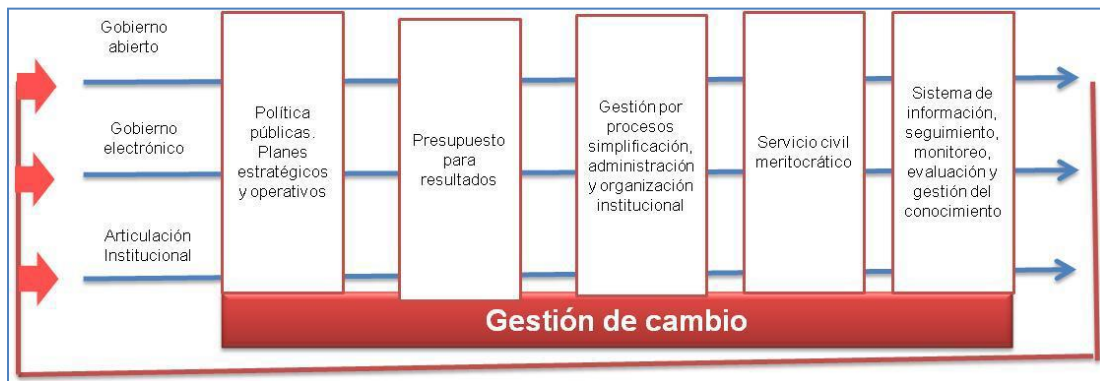 Gobierno
abierto
Gobierno
electrónico
Articulación
Institucional
Política
públicas.
Planes
estratégicos
y operativos
Presupuesto
para
resultados
Gestión por
procesos
simplificación,
administración
y organización
institucional
Servicio civil
meritocrático
Sistema de
información,
seguimiento,
monitoreo,
evaluación y
gestión del
conocimiento
Gestión de cambio